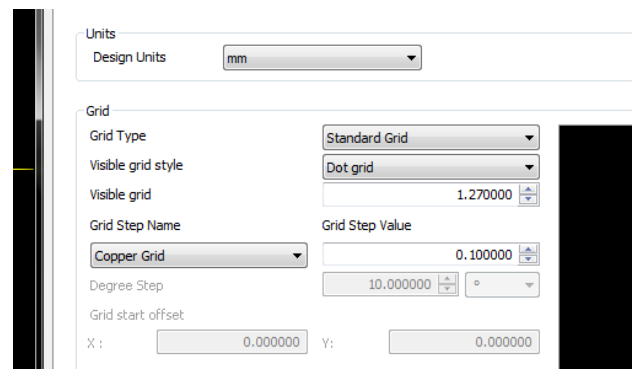 Units
Design Units mm
Grid
Grid Type Standard Grid
Visible grid style Dot grid
Visible grid 1.270000
Grid Step Name Grid Step Value
Copper Grid 0.100000
Degree Step 10.000000 °
Grid start offset
X : 0.000000 Y: 0.000000